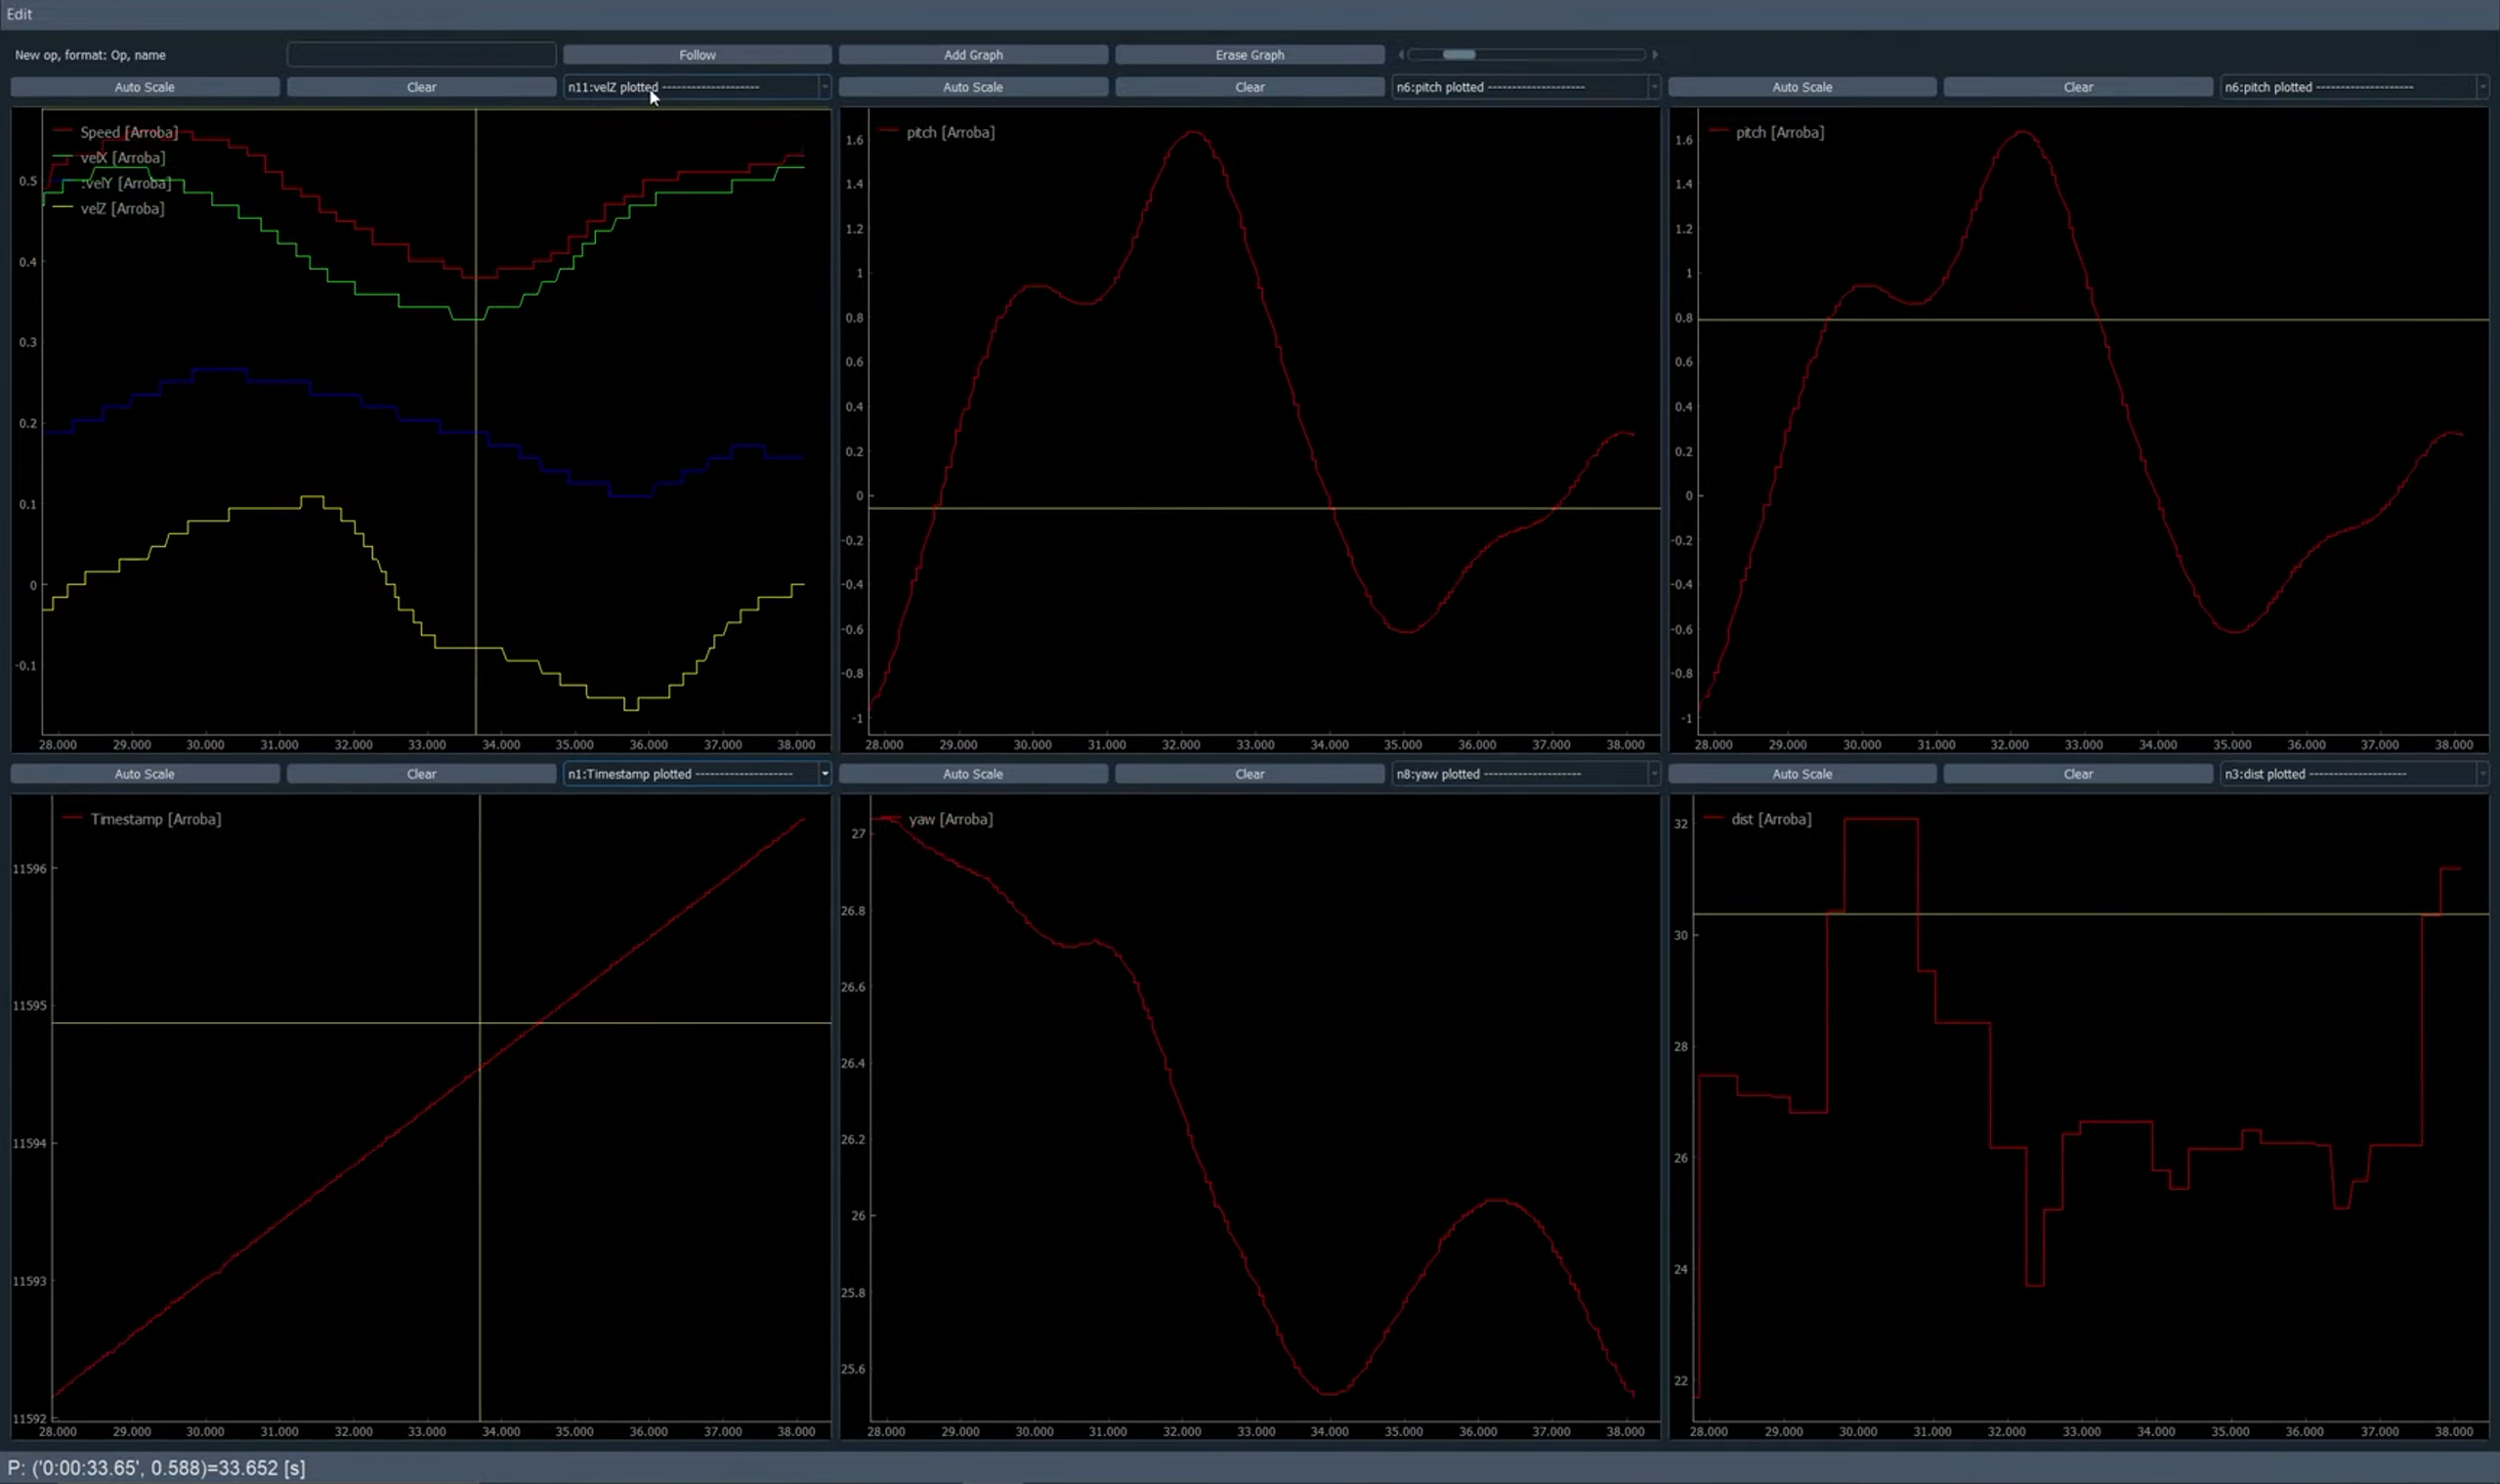 Edit
New op, format: Op, name Follow Add Graph Erase Graph
Auto Scale Clear n11:velZ plotted -------------------- Auto Scale Clear n6:pitch plotted -------------------- Auto Scale Clear n6:pitch plotted --------------------
Speed [Arroba]
velX [Arroba]
velY [Arroba]
velZ [Arroba]
0.5
0.4
0.3
0.2
0.1
0
-0.1
28.000 29.000 30.000 31.000 32.000 33.000 34.000 35.000 36.000 37.000 38.000
pitch [Arroba]
1.6
1.4
1.2
1
0.8
0.6
0.4
0.2
0
-0.2
-0.4
-0.6
-0.8
-1
28.000 29.000 30.000 31.000 32.000 33.000 34.000 35.000 36.000 37.000 38.000
pitch [Arroba]
1.6
1.4
1.2
1
0.8
0.6
0.4
0.2
0
-0.2
-0.4
-0.6
-0.8
-1
28.000 29.000 30.000 31.000 32.000 33.000 34.000 35.000 36.000 37.000 38.000
Auto Scale Clear n1:Timestamp plotted -------------------- Auto Scale Clear n8:yaw plotted -------------------- Auto Scale Clear n3:dist plotted --------------------
Timestamp [Arroba]
11596
11595
11594
11593
11592
28.000 29.000 30.000 31.000 32.000 33.000 34.000 35.000 36.000 37.000 38.000
yaw [Arroba]
27
26.8
26.6
26.4
26.2
26
25.8
25.6
28.000 29.000 30.000 31.000 32.000 33.000 34.000 35.000 36.000 37.000 38.000
dist [Arroba]
32
30
28
26
24
22
28.000 29.000 30.000 31.000 32.000 33.000 34.000 35.000 36.000 37.000 38.000
P: ('0:00:33.65', 0.588)=33.652 [s]